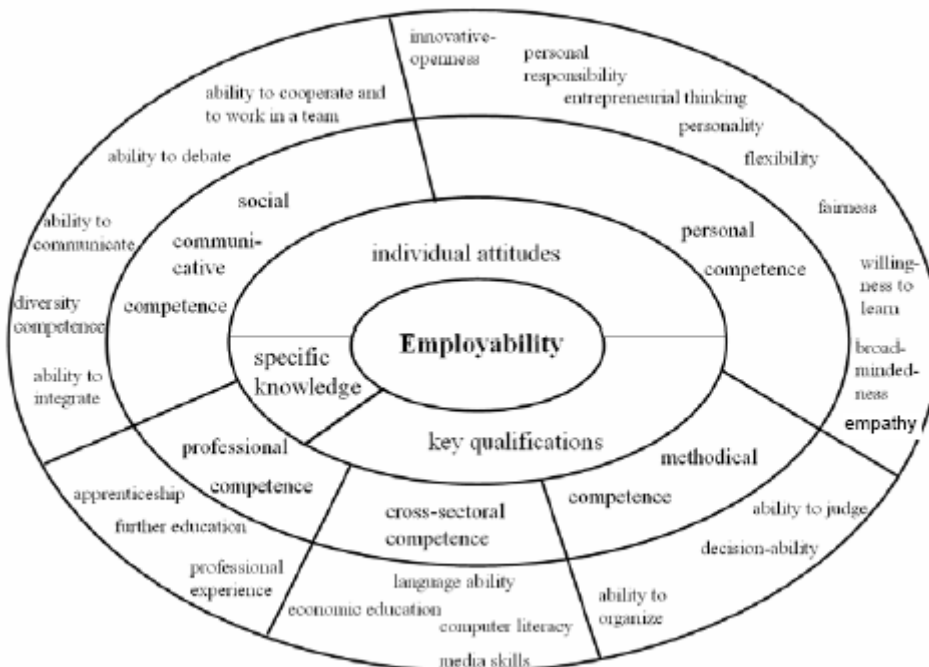 innovative-
openness
personal
responsibility
entrepreneurial thinking
personality
flexibility
fairness
willing-
ness to
learn
broad-
minded-
ness
empathy
ability to cooperate and
to work in a team
ability to debate
ability to
communicate
diversity
competence
ability to
integrate
social
communi-
cative
competence
personal
competence
individual attitudes
Employability
specific
knowledge
key qualifications
professional
competence
cross-sectoral
competence
methodical
competence
apprenticeship
further education
professional
experience
language ability
economic education
computer literacy
media skills
ability to
organize
decision-ability
ability to judge